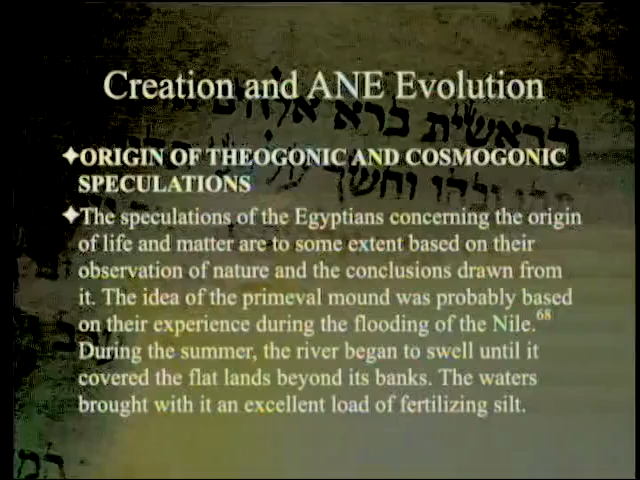 Creation and ANE Evolution
בראשית ברא אלהים
✦ORIGIN OF THEOGONIC AND COSMOGONIC
SPECULATIONS
✦The speculations of the Egyptians concerning the origin
of life and matter are to some extent based on their
observation of nature and the conclusions drawn from
it. The idea of the primeval mound was probably based
on their experience during the flooding of the Nile.68
During the summer, the river began to swell until it
covered the flat lands beyond its banks. The waters
brought with it an excellent load of fertilizing silt.